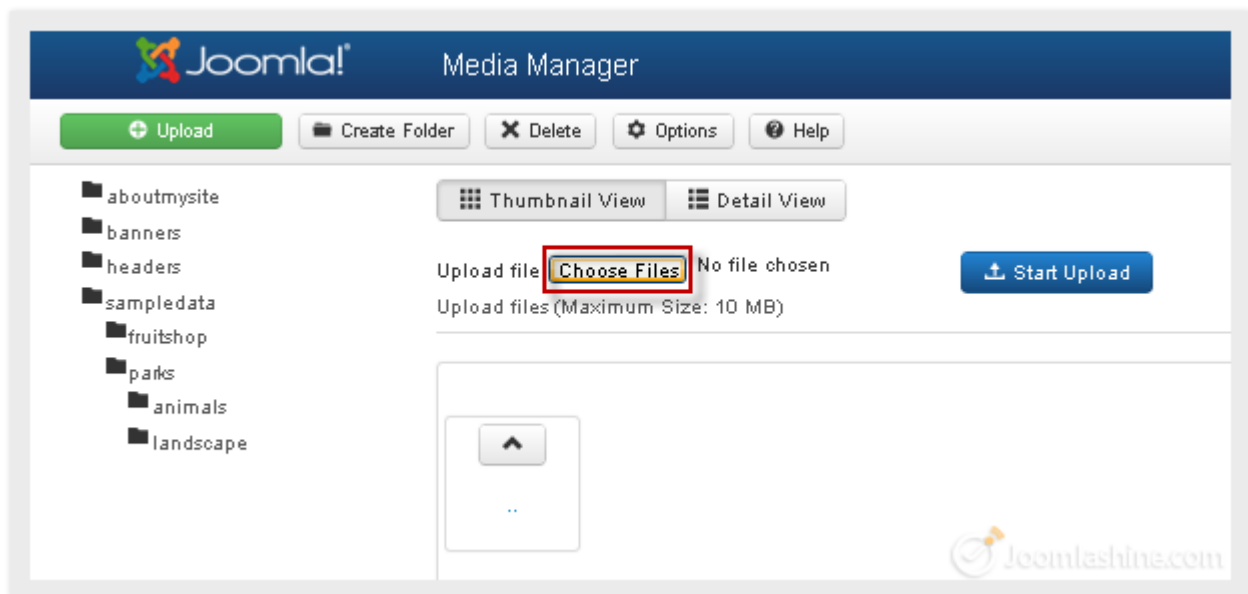 Joomla! Media Manager
Upload Create Folder Delete Options Help
aboutmysite
banners
headers
sampledata
fruitshop
parks
animals
landscape
Thumbnail View Detail View
Upload file Choose Files No file chosen Start Upload
Upload files (Maximum Size: 10 MB)
..
Joomlashine.com